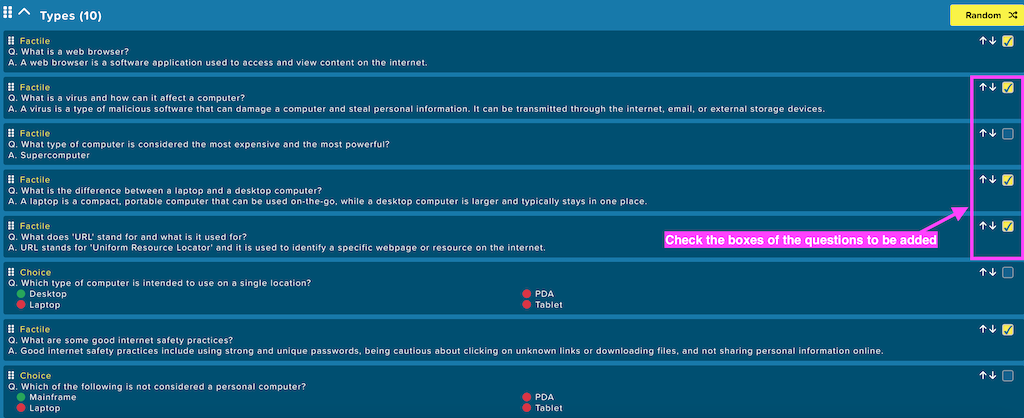 Types (10)
Random
Factile
Q. What is a web browser?
A. A web browser is a software application used to access and view content on the internet.
Factile
Q. What is a virus and how can it affect a computer?
A. A virus is a type of malicious software that can damage a computer and steal personal information. It can be transmitted through the internet, email, or external storage devices.
Factile
Q. What type of computer is considered the most expensive and the most powerful?
A. Supercomputer
Factile
Q. What is the difference between a laptop and a desktop computer?
A. A laptop is a compact, portable computer that can be used on-the-go, while a desktop computer is larger and typically stays in one place.
Factile
Q. What does 'URL' stand for and what is it used for?
A. URL stands for 'Uniform Resource Locator' and it is used to identify a specific webpage or resource on the internet.
Check the boxes of the questions to be added
Choice
Q. Which type of computer is intended to use on a single location?
Desktop PDA
Laptop Tablet
Factile
Q. What are some good internet safety practices?
A. Good internet safety practices include using strong and unique passwords, being cautious about clicking on unknown links or downloading files, and not sharing personal information online.
Choice
Q. Which of the following is not considered a personal computer?
Mainframe PDA
Laptop Tablet